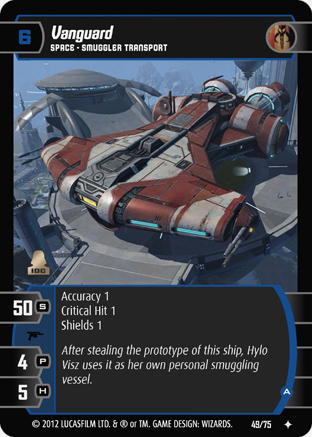 6 Vanguard
SPACE • SMUGGLER TRANSPORT
100
50 S
4 P
5 H
Accuracy 1
Critical Hit 1
Shields 1
After stealing the prototype of this ship, Hylo
Visz uses it as her own personal smuggling
vessel.
A
© 2012 LUCASFILM LTD. & ® or TM. GAME DESIGN: WIZARDS. 49/75